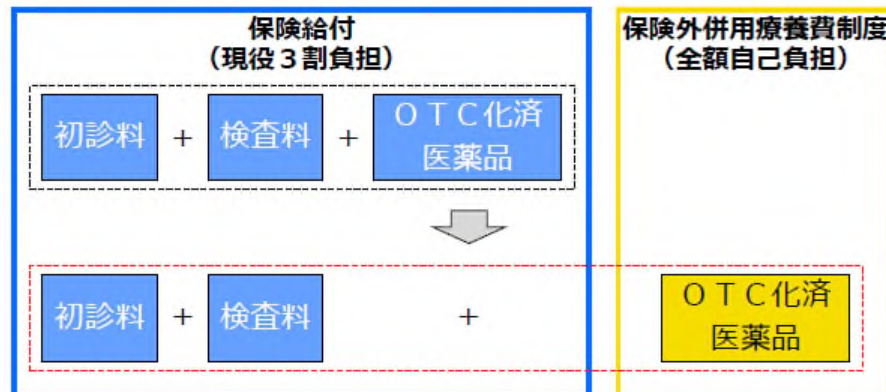 保険給付
（現役３割負担）
保険外併用療養費制度
（全額自己負担）
初診料 + 検査料 + ＯＴＣ化済
医薬品
初診料 + 検査料 + ＯＴＣ化済
医薬品